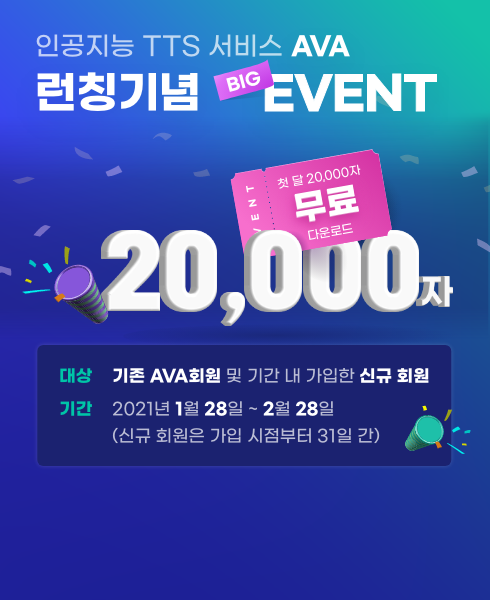 인공지능 TTS 서비스 AVA
런칭기념 BIG EVENT
첫 달 20,000자
무료
다운로드
20,000자
대상 기존 AVA회원 및 기간 내 가입한 신규 회원
기간 2021년 1월 28일 ~ 2월 28일
(신규 회원은 가입 시점부터 31일 간)